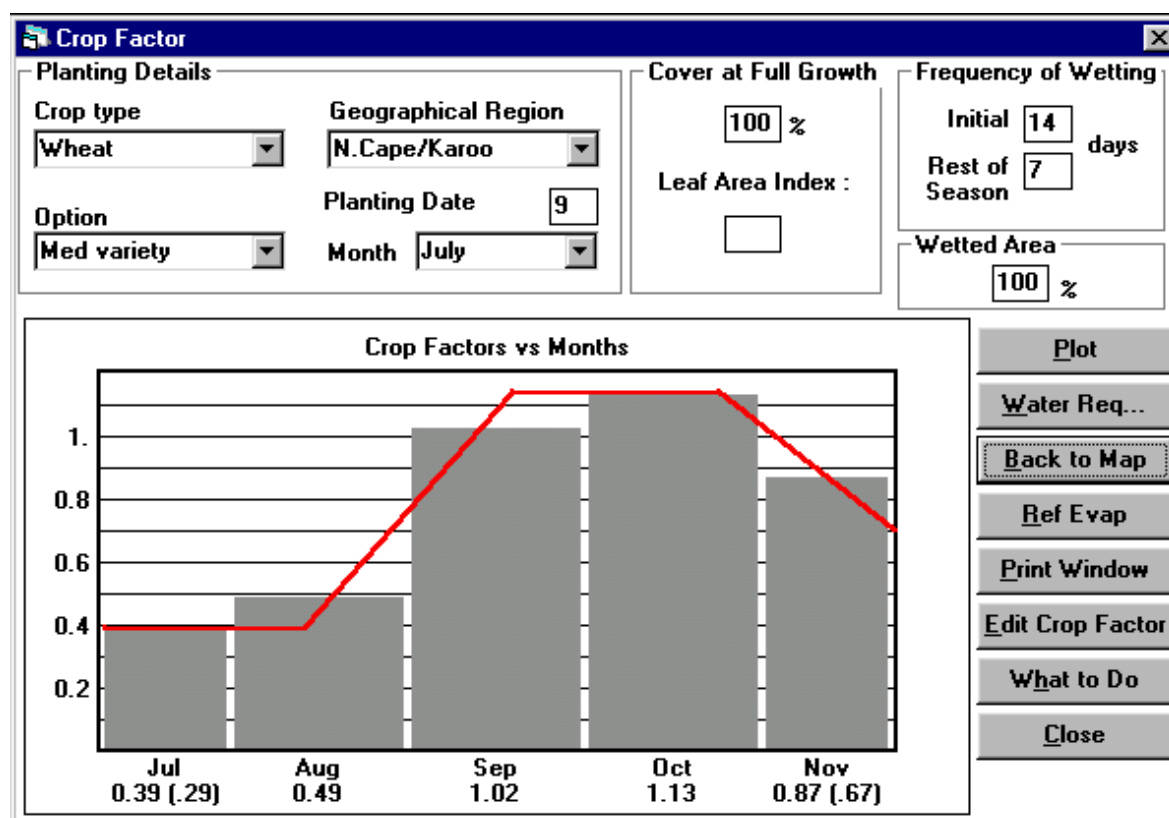 Crop Factor
Planting Details
Crop type
Wheat
Geographical Region
N.Cape/Karoo
Option
Med variety
Planting Date 9
Month July
Cover at Full Growth
100 %
Leaf Area Index :
Frequency of Wetting
Initial 14
days
Rest of Season 7
Wetted Area
100 %
Crop Factors vs Months
1.
0.8
0.6
0.4
0.2
Jul Aug Sep Oct Nov
0.39 (.29) 0.49 1.02 1.13 0.87 (.67)
Plot
Water Req...
Back to Map
Ref Evap
Print Window
Edit Crop Factor
What to Do
Close